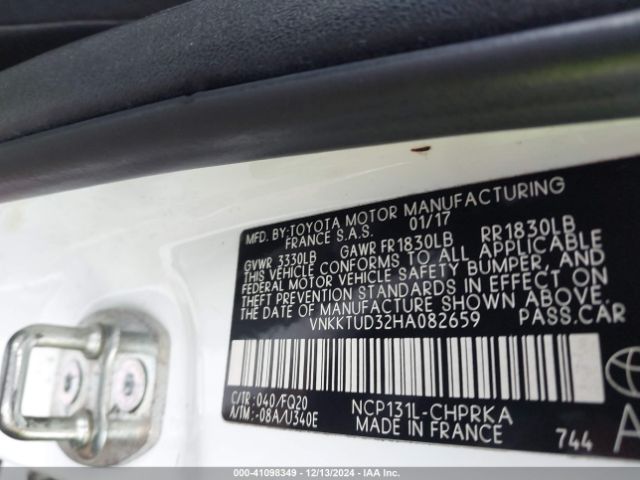 MFD. BY:TOYOTA MOTOR MANUFACTURING
FRANCE S.A.S. 01/17
GVWR 3330LB GAWR FR1830LB RR1830LB
THIS VEHICLE CONFORMS TO ALL APPLICABLE
FEDERAL MOTOR VEHICLE SAFETY BUMPER, AND
THEFT PREVENTION STANDARDS IN EFFECT ON
THE DATE OF MANUFACTURE SHOWN ABOVE.
VNKKTUD32HA082659 PASS.CAR
C/TR:040/FQ20 NCP131L-CHPRKA
A/TM:-08A/U340E MADE IN FRANCE 744
000-41098349 | 12/13/2024 | IAA Inc.